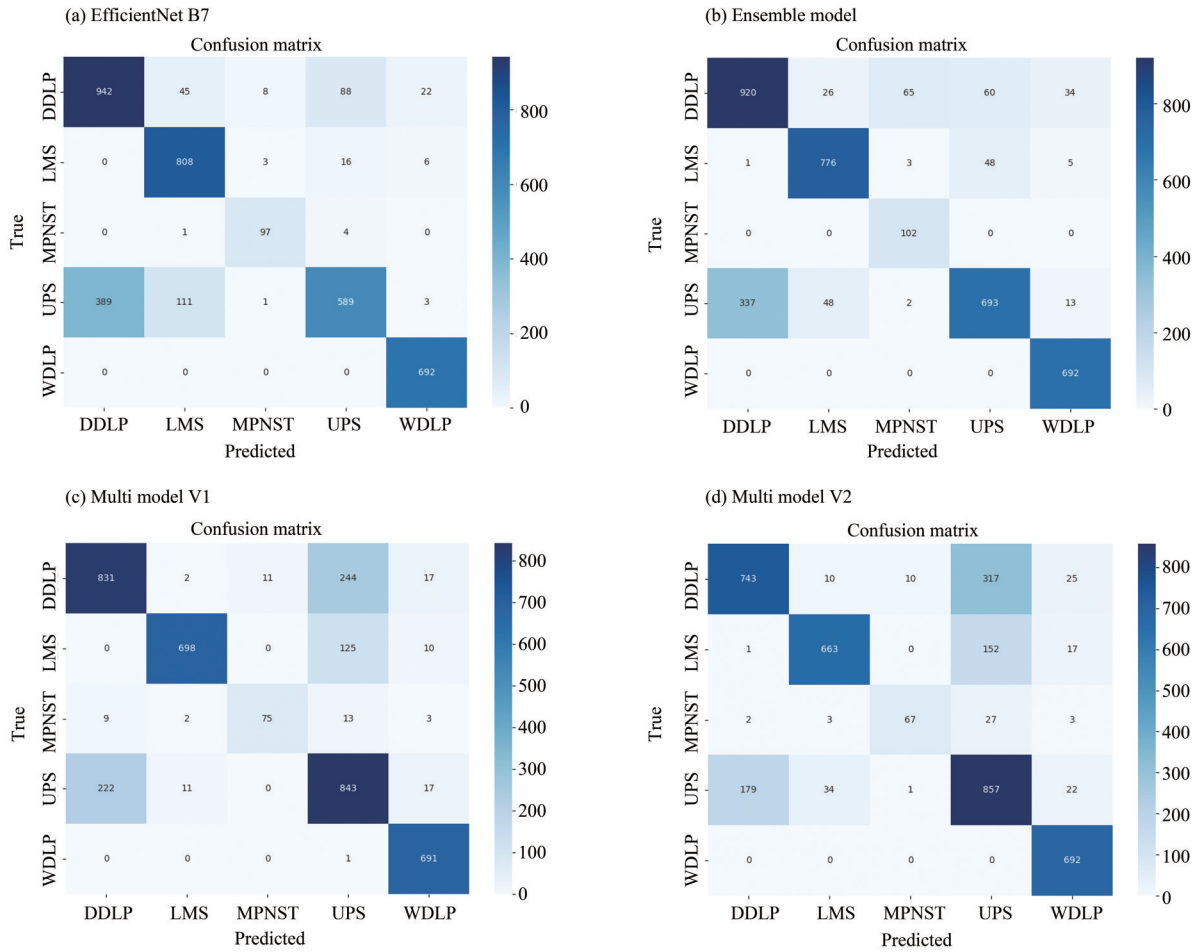 (a) EfficientNet B7
Confusion matrix
DDLP 942 45 8 88 22
LMS 0 808 3 16 6
MPNST 0 1 97 4 0
UPS 389 111 1 589 3
WDLP 0 0 0 0 692
True
DDLP LMS MPNST UPS WDLP
Predicted
800
600
400
200
0
(b) Ensemble model
Confusion matrix
DDLP 920 26 65 60 34
LMS 1 776 3 48 5
MPNST 0 0 102 0 0
UPS 337 48 2 693 13
WDLP 0 0 0 0 692
True
DDLP LMS MPNST UPS WDLP
Predicted
800
600
400
200
0
(c) Multi model V1
Confusion matrix
DDLP 831 2 11 244 17
LMS 0 698 0 125 10
MPNST 9 2 75 13 3
UPS 222 11 0 843 17
WDLP 0 0 0 1 691
True
DDLP LMS MPNST UPS WDLP
Predicted
800
700
600
500
400
300
200
100
0
(d) Multi model V2
Confusion matrix
DDLP 743 10 10 317 25
LMS 1 663 0 152 17
MPNST 2 3 67 27 3
UPS 179 34 1 857 22
WDLP 0 0 0 0 692
True
DDLP LMS MPNST UPS WDLP
Predicted
800
700
600
500
400
300
200
100
0